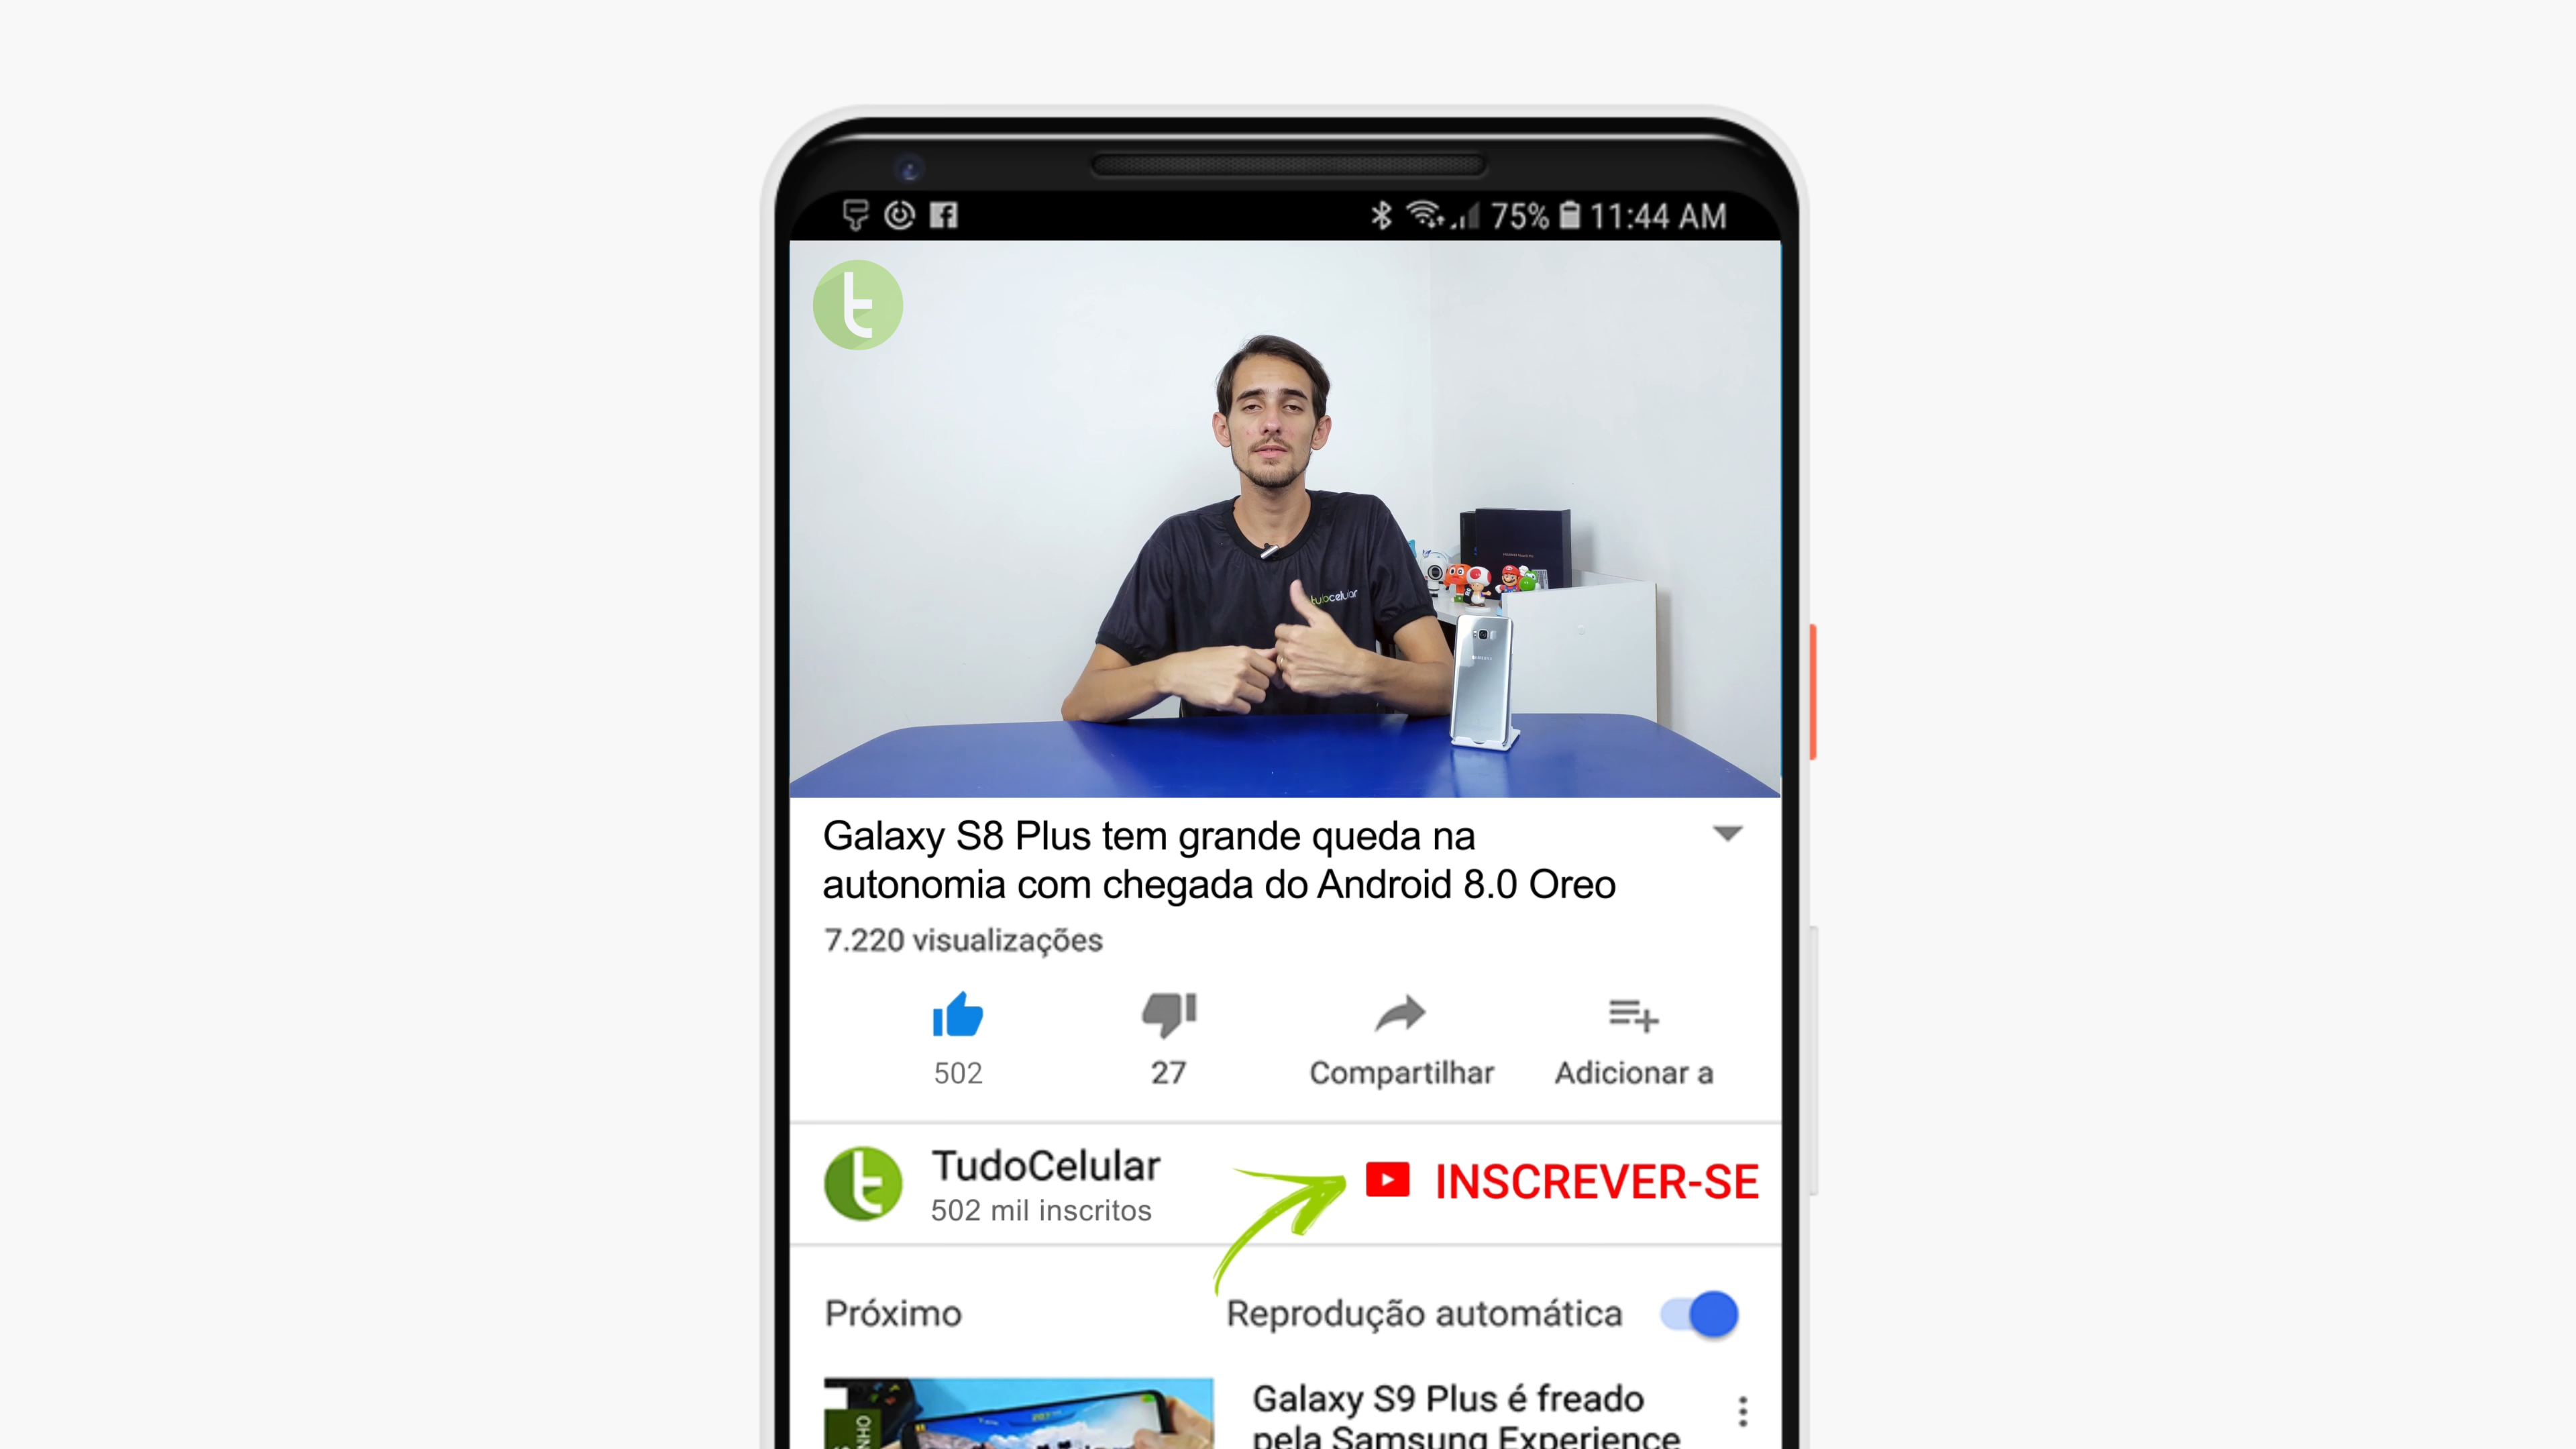 75% 11:44 AM
tudocelular
SAMSUNG
Galaxy S8 Plus tem grande queda na
autonomia com chegada do Android 8.0 Oreo
7.220 visualizações
502
27
Compartilhar
Adicionar a
TudoCelular
502 mil inscritos
INSCREVER-SE
Próximo
Reprodução automática
Galaxy S9 Plus é freado
pela Samsung Experience